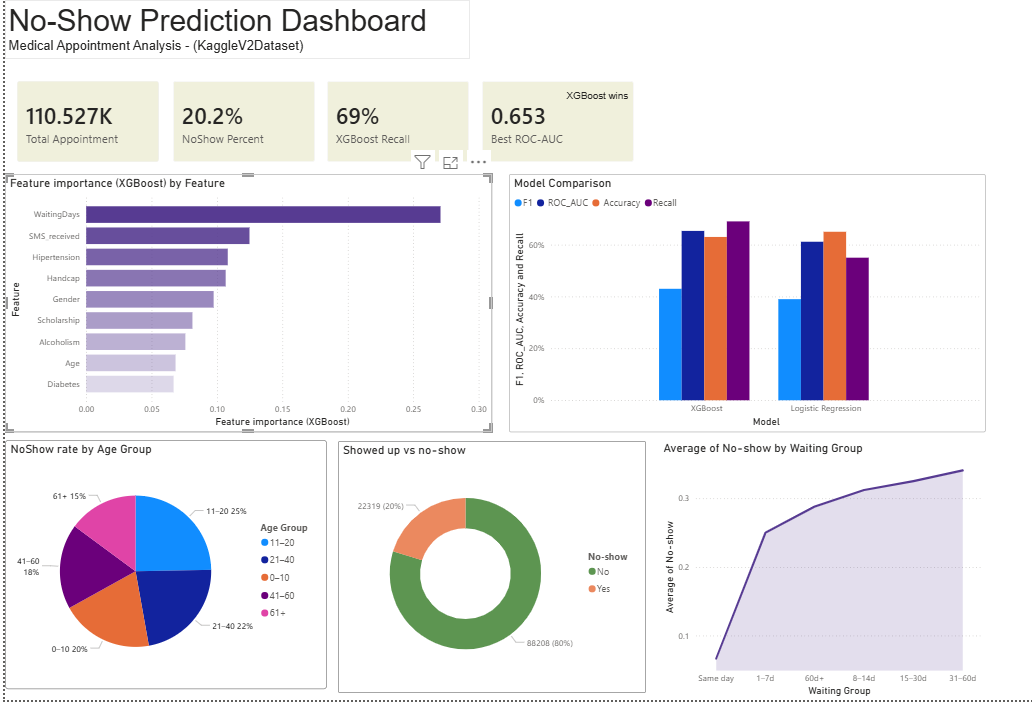 No-Show Prediction Dashboard
Medical Appointment Analysis - (KaggleV2Dataset)
110.527K
Total Appointment
20.2%
NoShow Percent
69%
XGBoost Recall
XGBoost wins
0.653
Best ROC-AUC
Feature importance (XGBoost) by Feature
Feature
WaitingDays
SMS_received
Hipertension
Handcap
Gender
Scholarship
Alcoholism
Age
Diabetes
0.00 0.05 0.10 0.15 0.20 0.25 0.30
Feature importance (XGBoost)
Model Comparison
F1 ROC_AUC Accuracy Recall
F1, ROC_AUC, Accuracy and Recall
60%
40%
20%
0%
XGBoost Logistic Regression
Model
NoShow rate by Age Group
61+ 15%
11–20 25%
41–60
18%
21–40 22%
0–10 20%
Age Group
11–20
21–40
0–10
41–60
61+
Showed up vs no-show
22319 (20%)
88208 (80%)
No-show
No
Yes
Average of No-show by Waiting Group
Average of No-show
0.3
0.2
0.1
Same day 1–7d 60d+ 8–14d 15–30d 31–60d
Waiting Group